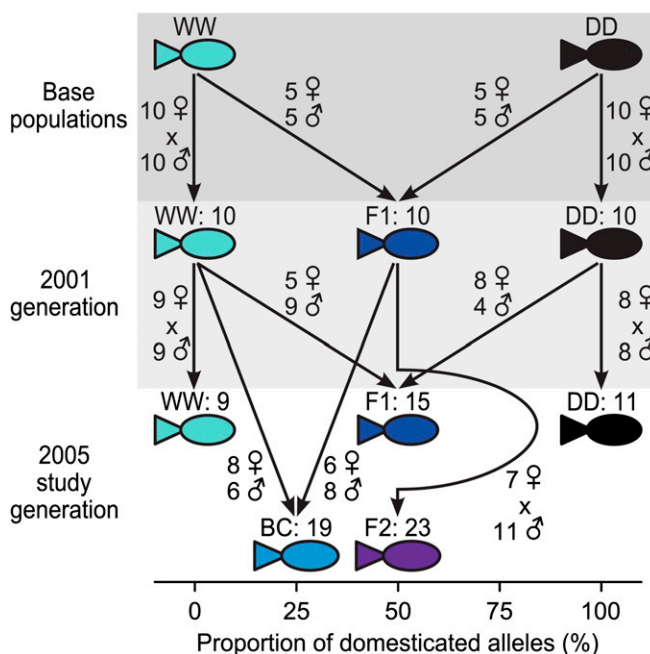 WW
DD
Base
populations
10 ♀
x
10 ♂
5 ♀
5 ♂
5 ♀
5 ♂
10 ♀
x
10 ♂
WW: 10
F1: 10
DD: 10
2001
generation
9 ♀
x
9 ♂
5 ♀
9 ♂
8 ♀
4 ♂
8 ♀
x
8 ♂
WW: 9
F1: 15
DD: 11
2005
study
generation
8 ♀
6 ♂
6 ♀
8 ♂
7 ♀
x
11 ♂
BC: 19
F2: 23
0 25 50 75 100
Proportion of domesticated alleles (%)